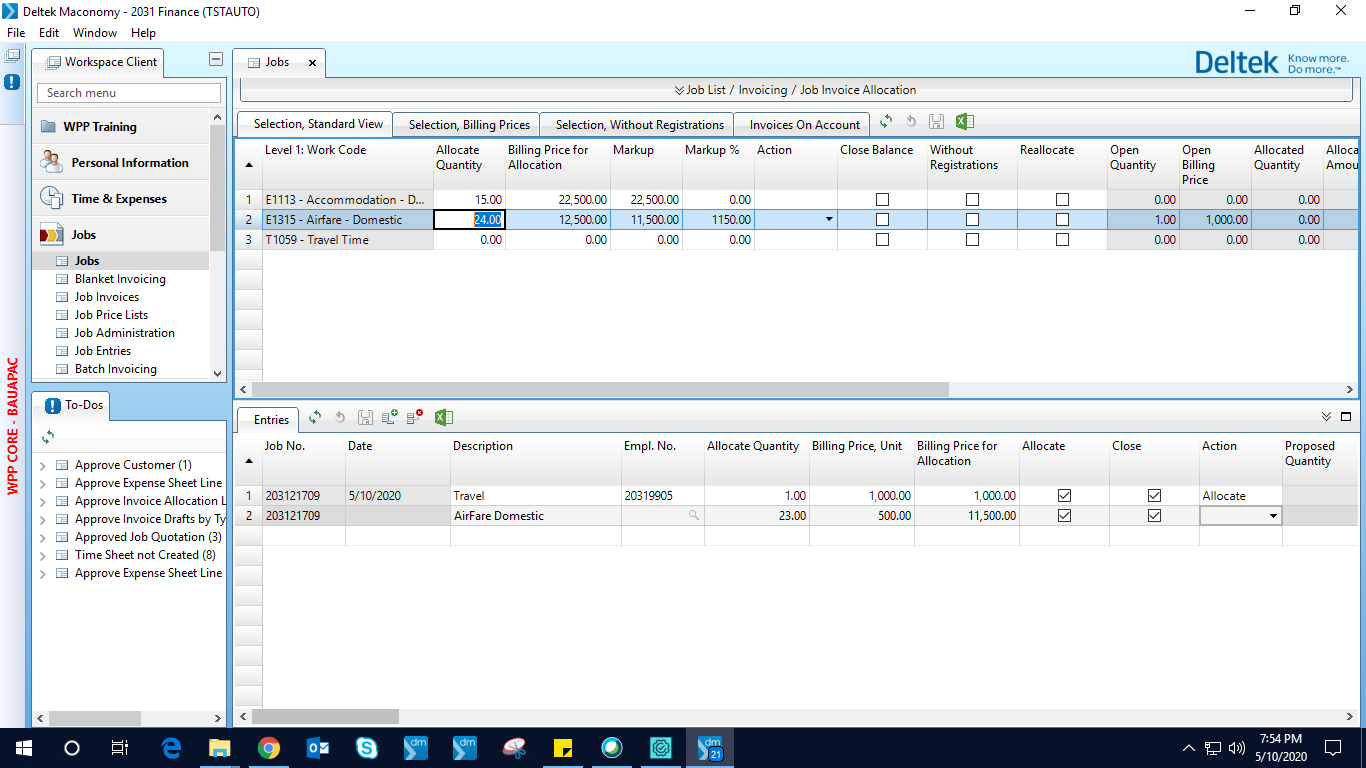 Deltek Maconomy - 2031 Finance (TSTAUTO)
File Edit Window Help
WPP CORE - BAUAPAC
Workspace Client
Search menu
WPP Training
Personal Information
Time & Expenses
Jobs
Jobs
Blanket Invoicing
Job Invoices
Job Price Lists
Job Administration
Job Entries
Batch Invoicing
To-Dos
Approve Customer (1)
Approve Expense Sheet Line
Approve Invoice Allocation L
Approve Invoice Drafts by Ty
Approved Job Quotation (3)
Time Sheet not Created (8)
Approve Expense Sheet Line
Jobs
Deltek Know more. Do more.™
Job List / Invoicing / Job Invoice Allocation
Selection, Standard View Selection, Billing Prices Selection, Without Registrations Invoices On Account
Level 1: Work Code Allocate Quantity Billing Price for Allocation Markup Markup % Action Close Balance Without Registrations Reallocate Open Quantity Open Billing Price Allocated Quantity Alloca Amou
1 E1113 - Accommodation - D... 15.00 22,500.00 22,500.00 0.00 0.00 0.00 0.00
2 E1315 - Airfare - Domestic 24.00 12,500.00 11,500.00 1150.00 1.00 1,000.00 0.00
3 T1059 - Travel Time 0.00 0.00 0.00 0.00 0.00 0.00 0.00
Entries
Job No. Date Description Empl. No. Allocate Quantity Billing Price, Unit Billing Price for Allocation Allocate Close Action Proposed Quantity
1 203121709 5/10/2020 Travel 20319905 1.00 1,000.00 1,000.00 Allocate
2 203121709 AirFare Domestic 23.00 500.00 11,500.00
dm
dm
dm
21
7:54 PM
5/10/2020